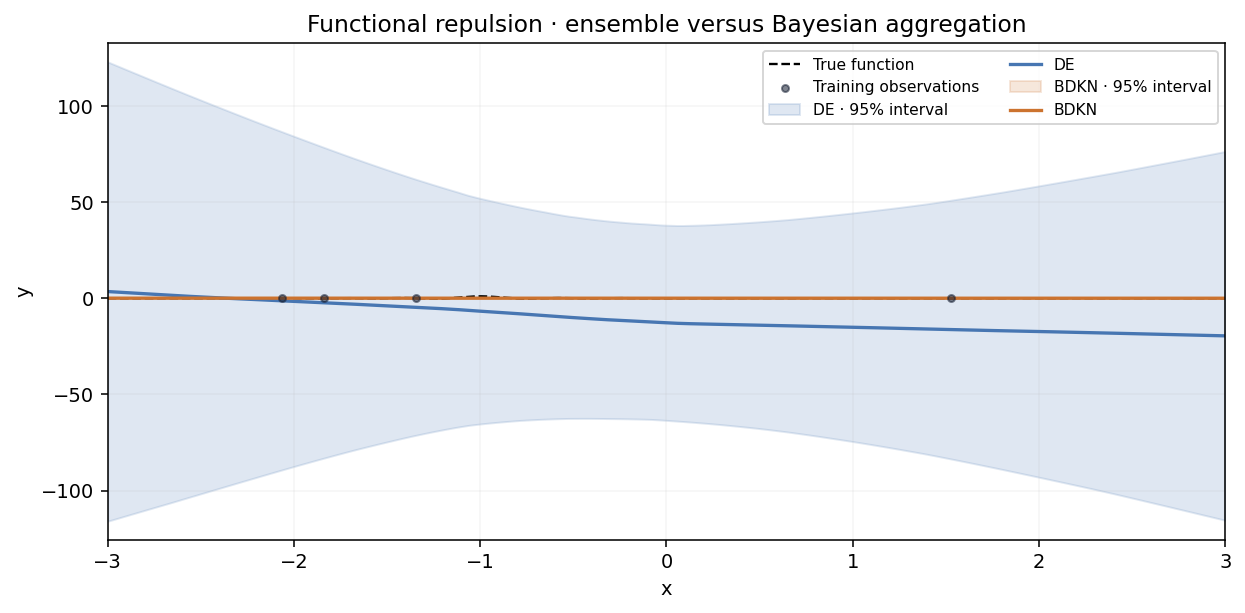 Functional repulsion · ensemble versus Bayesian aggregation
True function
Training observations
DE · 95% interval
DE
BDKN · 95% interval
BDKN
y
100
50
0
−50
−100
−3
−2
−1
0
1
2
3
x